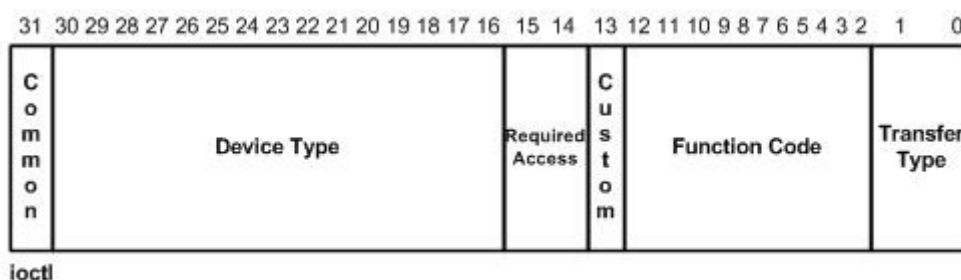 31 30 29 28 27 26 25 24 23 22 21 20 19 18 17 16 15 14 13 12 11 10 9 8 7 6 5 4 3 2 1 0
Common
Device Type
Required
Access
Custom
Function Code
Transfer
Type
ioctl